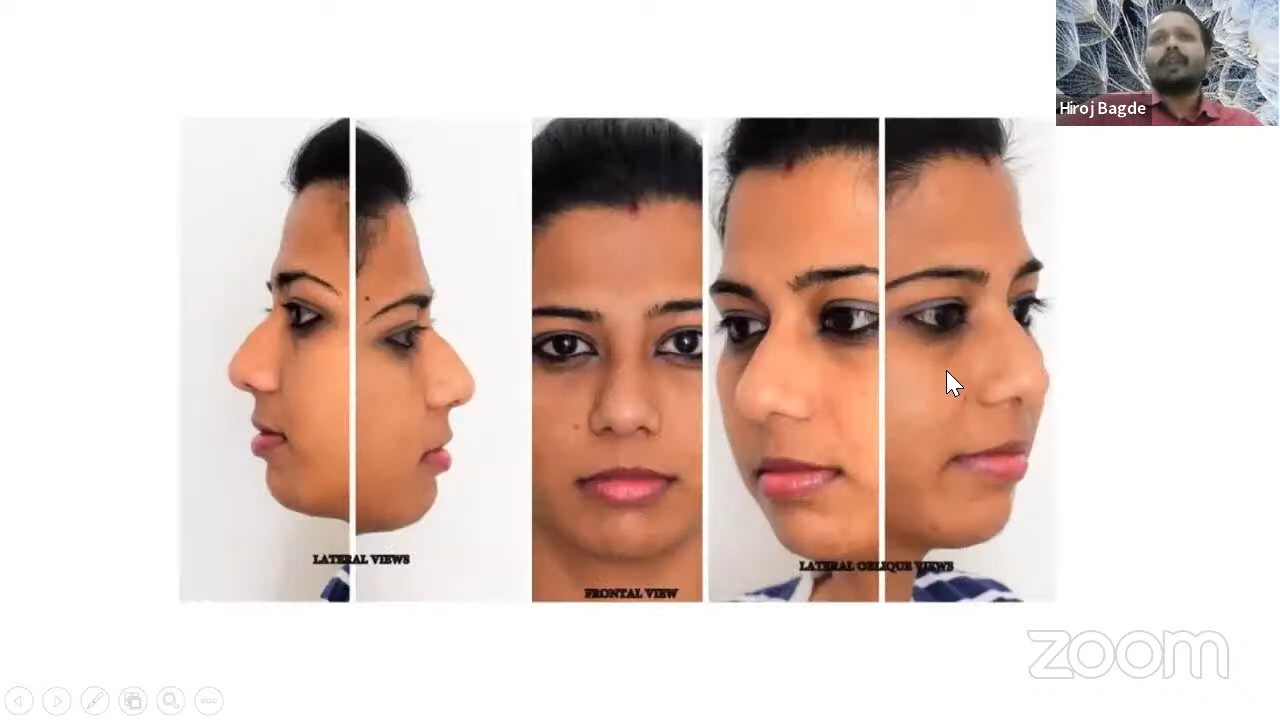 Hiroj Bagde
LATERAL VIEWS
FRONTAL VIEW
LATERAL OBLIQUE VIEWS
zoom